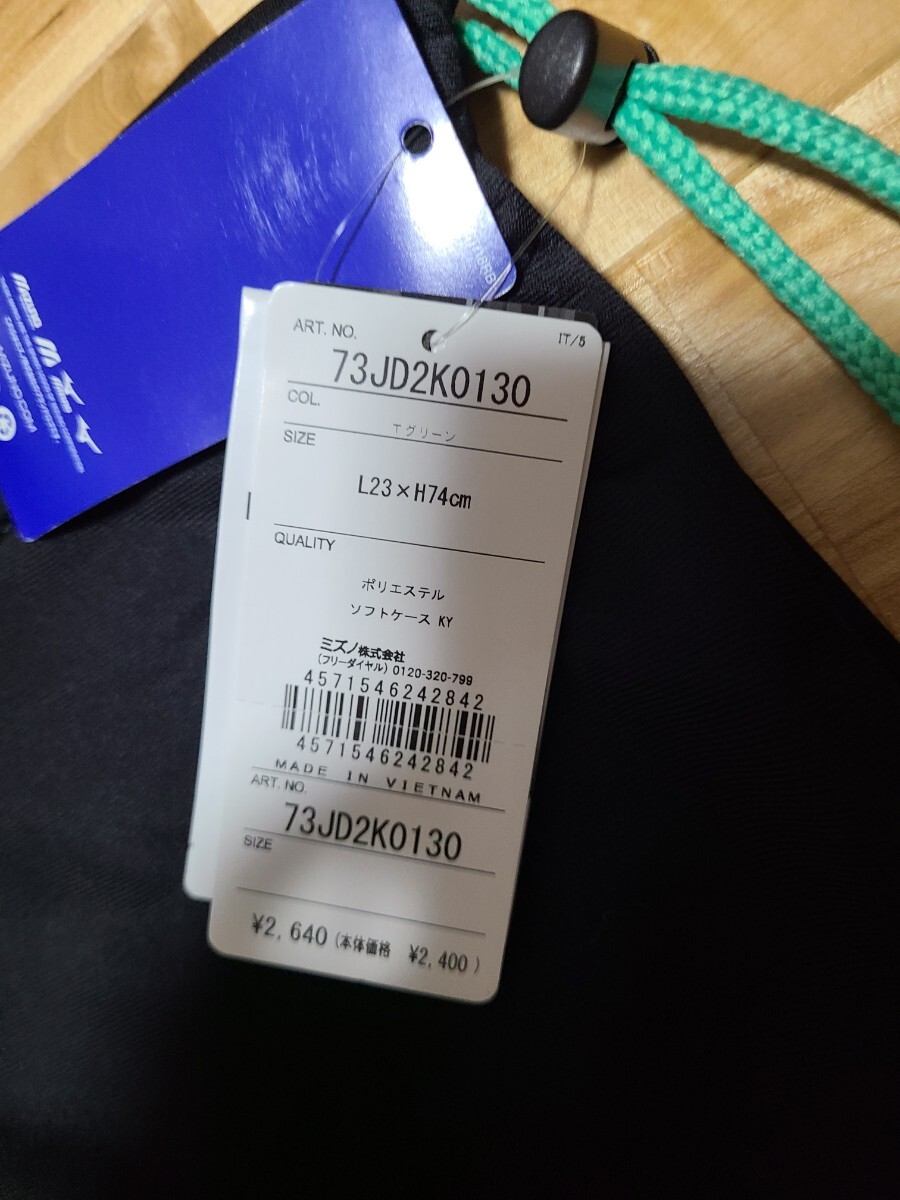 ART. NO.
IT/5
73JD2K0130
COL.
Tグリーン
SIZE
L23×H74cm
QUALITY
ポリエステル
ソフトケース KY
ミズノ株式会社
(フリーダイヤル) 0120-320-799
4571546242842
4571546242842
MADE IN VIETNAM
ART. NO.
73JD2K0130
SIZE
¥2,640 (本体価格 ¥2,400)